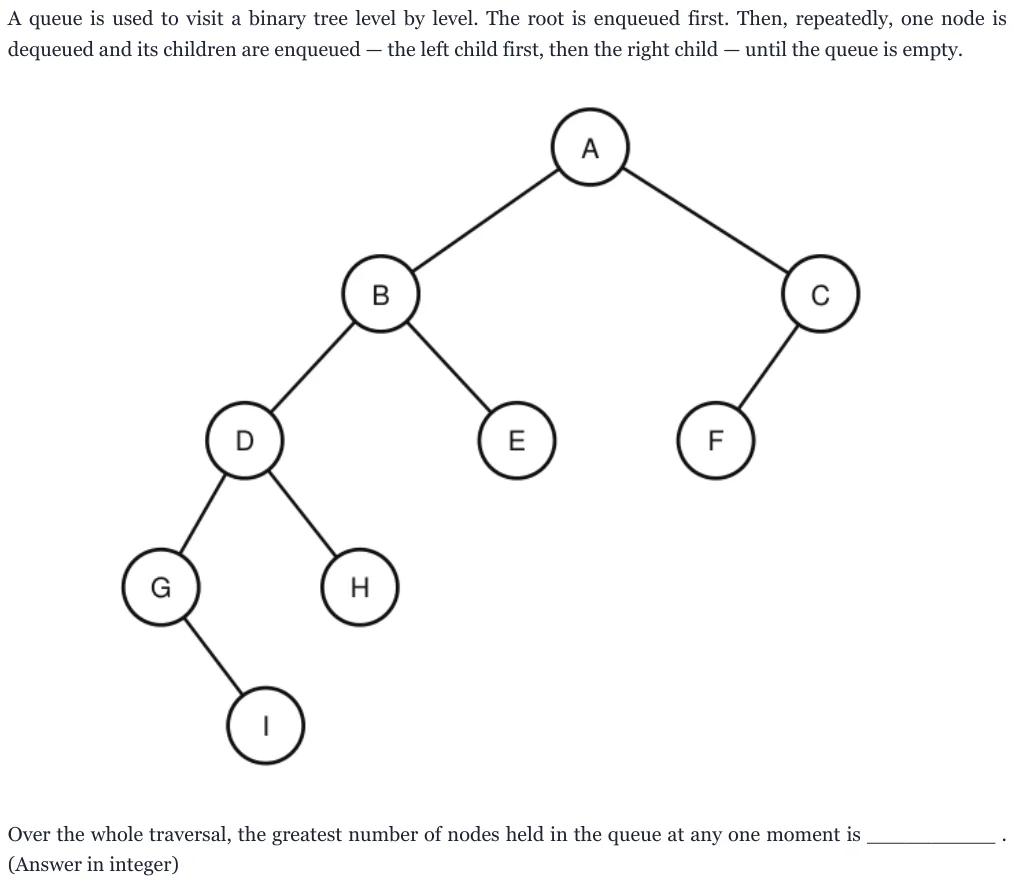 A queue is used to visit a binary tree level by level. The root is enqueued first. Then, repeatedly, one node is
dequeued and its children are enqueued — the left child first, then the right child — until the queue is empty.
A
B
C
D
E
F
G
H
I
Over the whole traversal, the greatest number of nodes held in the queue at any one moment is ____________ .
(Answer in integer)